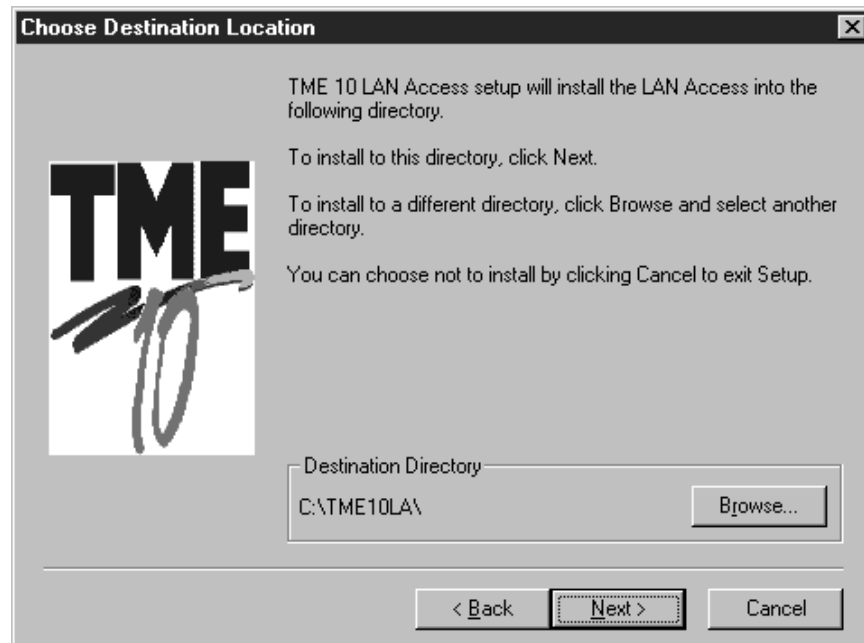 Choose Destination Location
TME 10 LAN Access setup will install the LAN Access into the
following directory.
To install to this directory, click Next.
To install to a different directory, click Browse and select another
directory.
You can choose not to install by clicking Cancel to exit Setup.
TME
10
Destination Directory
C:\TME10LA\
Browse...
< Back
Next >
Cancel